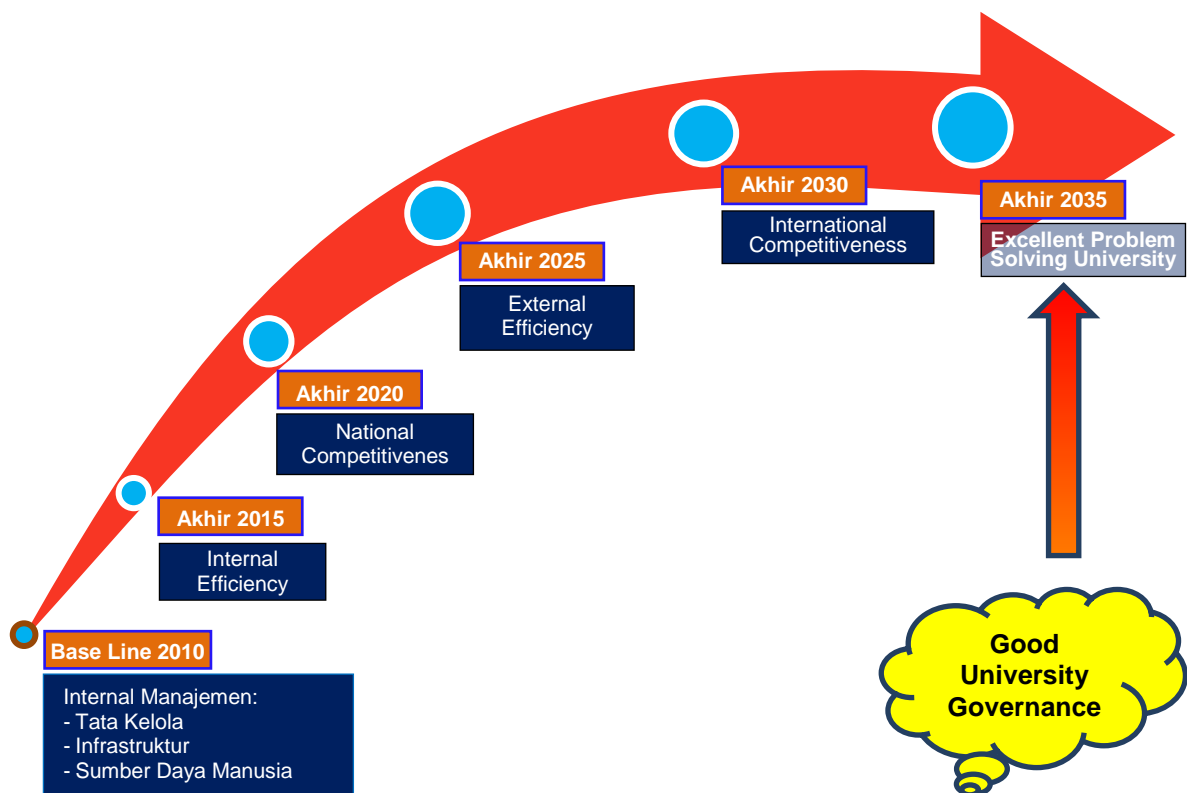 Base Line 2010
Internal Manajemen:
- Tata Kelola
- Infrastruktur
- Sumber Daya Manusia
Akhir 2015
Internal
Efficiency
Akhir 2020
National
Competitivenes
Akhir 2025
External
Efficiency
Akhir 2030
International
Competitiveness
Akhir 2035
Excellent Problem
Solving University
Good
University
Governance